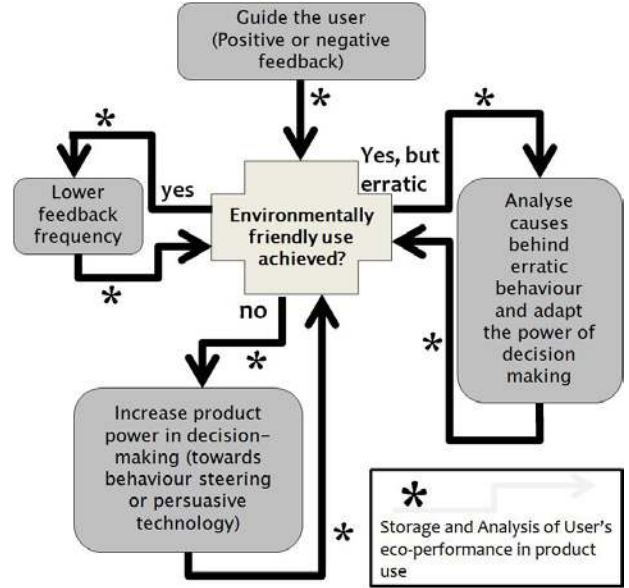 Guide the user
(Positive or negative
feedback)
*
*
*
Yes, but
erratic
yes
Lower
feedback
frequency
Environmentally
friendly use
achieved?
Analyse
causes
behind
erratic
behaviour
and adapt
the power of
decision
making
*
no
*
*
Increase product
power in decision-
making (towards
behaviour steering
or persuasive
technology)
*
*
Storage and Analysis of User's
eco-performance in product
use